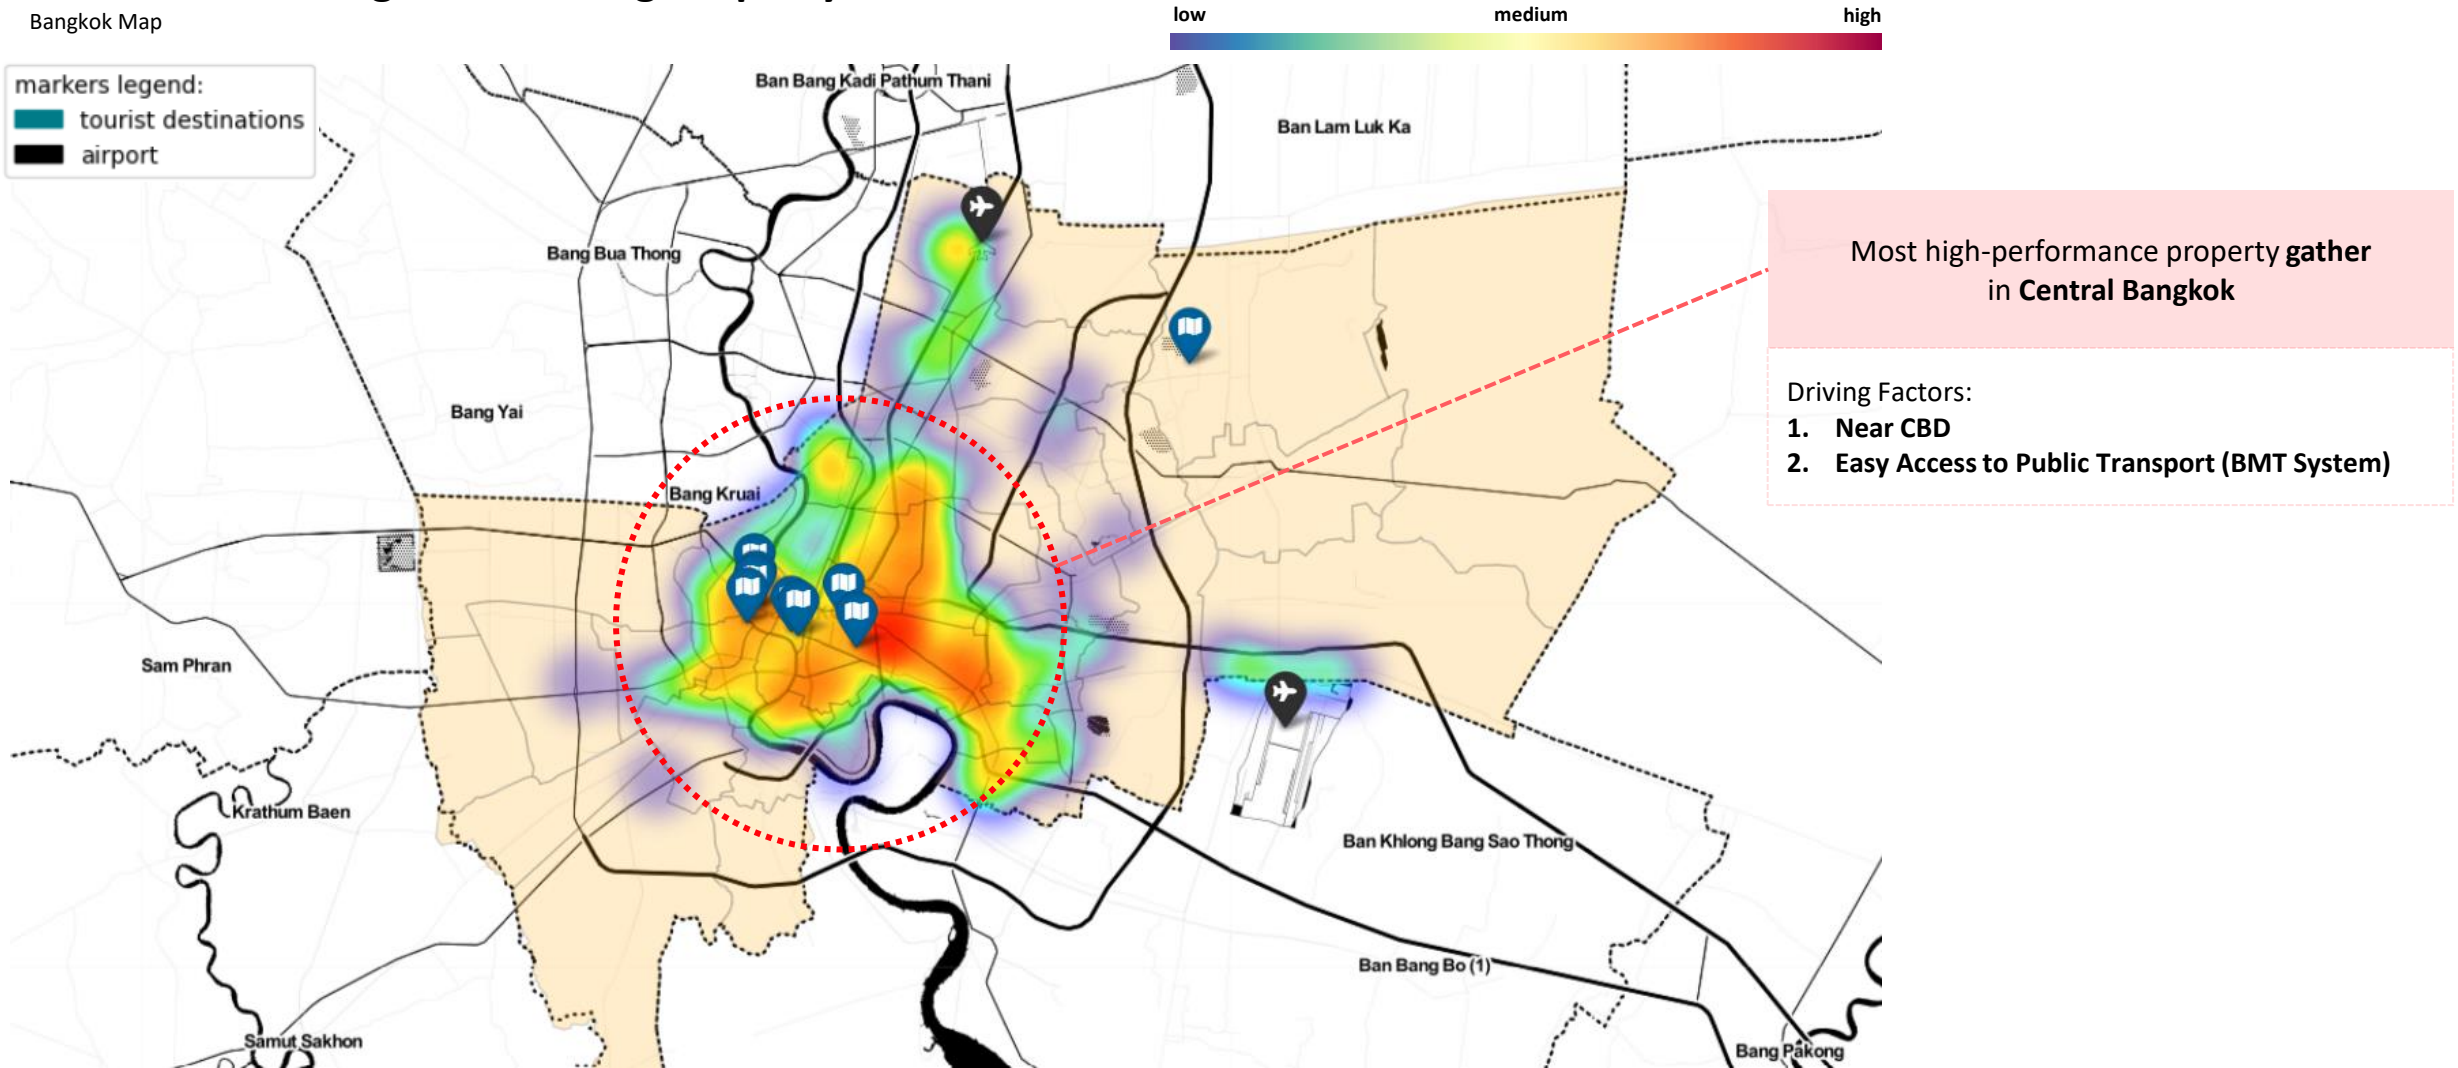 Bangkok Map
low medium high
markers legend:
tourist destinations
airport
Ban Bang Kadi Pathum Thani
Ban Lam Luk Ka
Bang Bua Thong
Most high-performance property gather
in Central Bangkok
Driving Factors:
1. Near CBD
2. Easy Access to Public Transport (BMT System)
Bang Yai
Bang Kruai
Sam Phran
Krathum Baen
Ban Khlong Bang Sao Thong
Ban Bang Bo (1)
Samut Sakhon
Bang Pakong